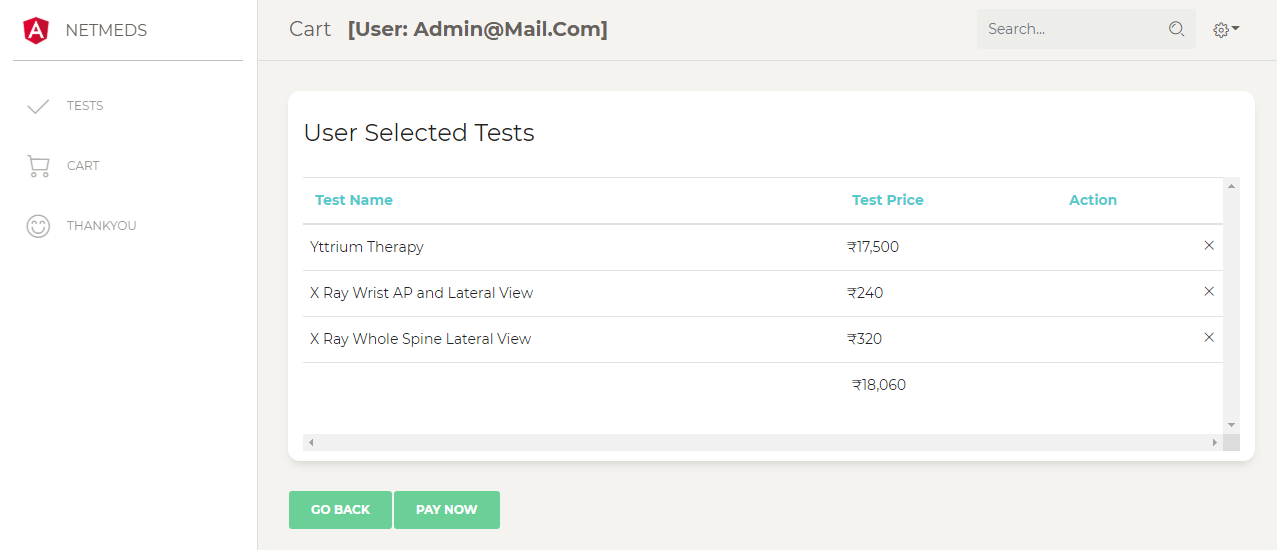 A NETMEDS
Cart [User: Admin@Mail.Com]
Search...
TESTS
CART
THANKYOU
User Selected Tests
Test Name Test Price Action
Yttrium Therapy ₹17,500
X Ray Wrist AP and Lateral View ₹240
X Ray Whole Spine Lateral View ₹320
₹18,060
GO BACK PAY NOW